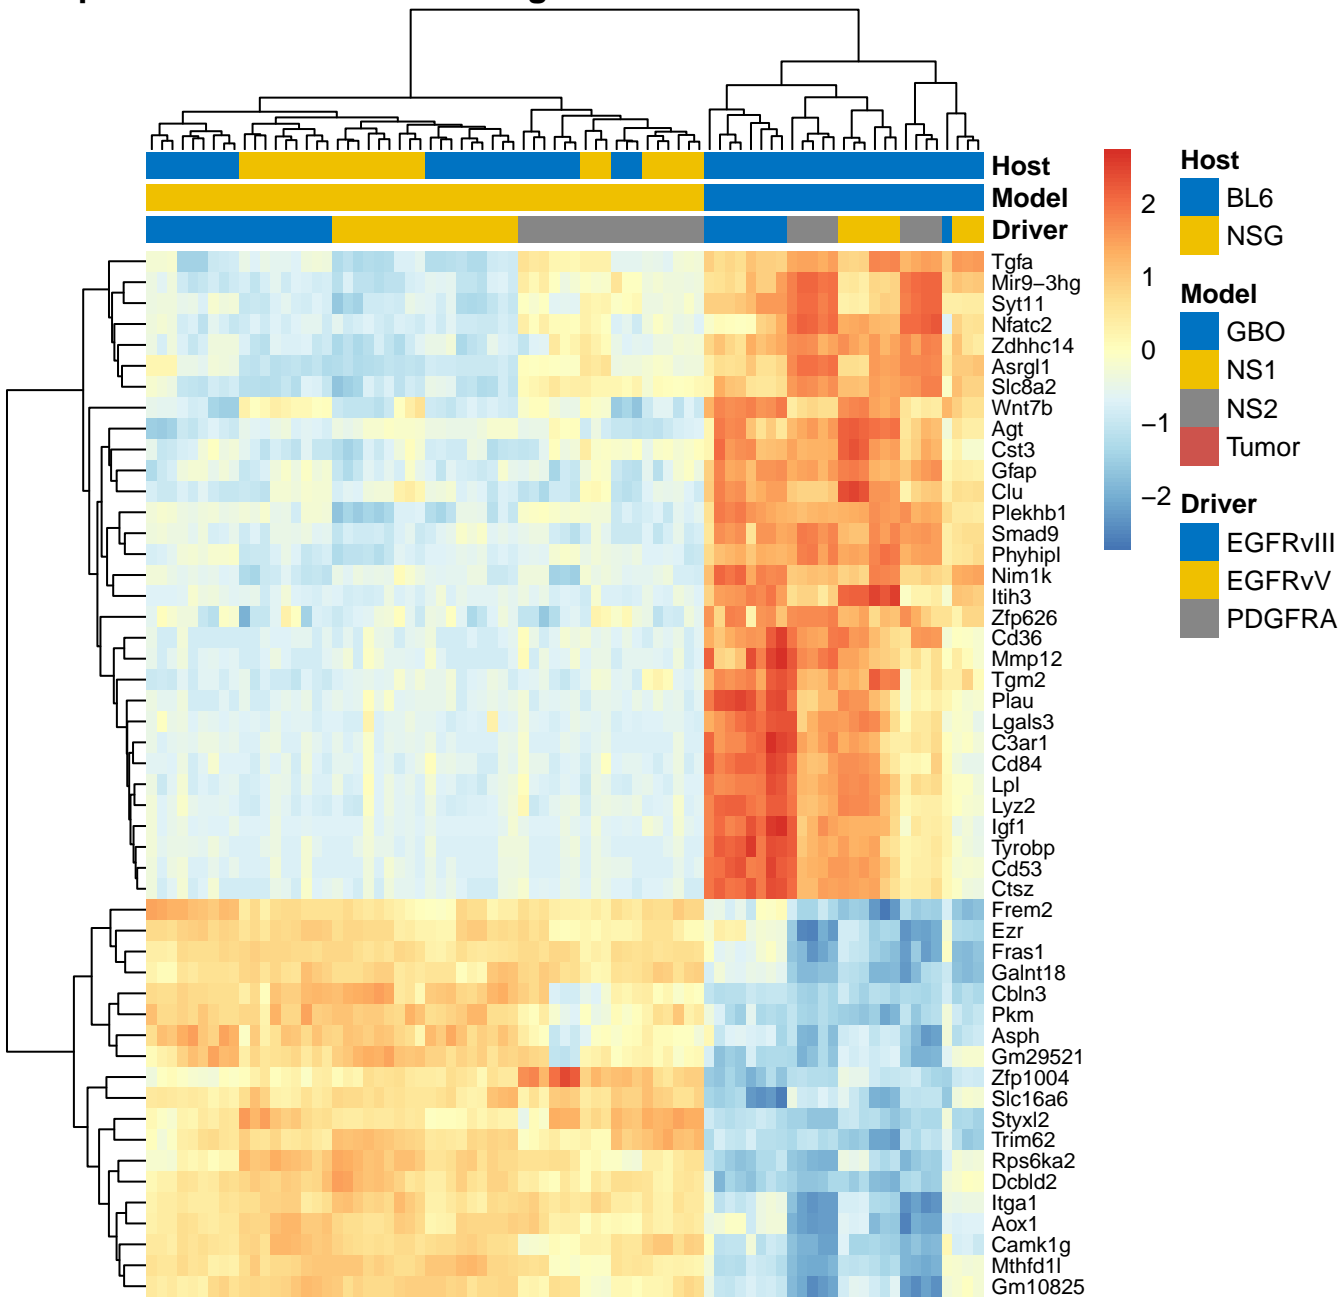 Host
Model
Driver
2
1
0
−1
−2
Host
BL6
NSG
Model
GBO
NS1
NS2
Tumor
Driver
EGFRvIII
EGFRvV
PDGFRA
Tgfa
Mir9−3hg
Syt11
Nfatc2
Zdhhc14
Asrgl1
Slc8a2
Wnt7b
Agt
Cst3
Gfap
Clu
Plekhb1
Smad9
Phyhipl
Nim1k
Itih3
Zfp626
Cd36
Mmp12
Tgm2
Plau
Lgals3
C3ar1
Cd84
Lpl
Lyz2
Igf1
Tyrobp
Cd53
Ctsz
Frem2
Ezr
Fras1
Galnt18
Cbln3
Pkm
Asph
Gm29521
Zfp1004
Slc16a6
Styxl2
Trim62
Rps6ka2
Dcbld2
Itga1
Aox1
Camk1g
Mthfd1l
Gm10825